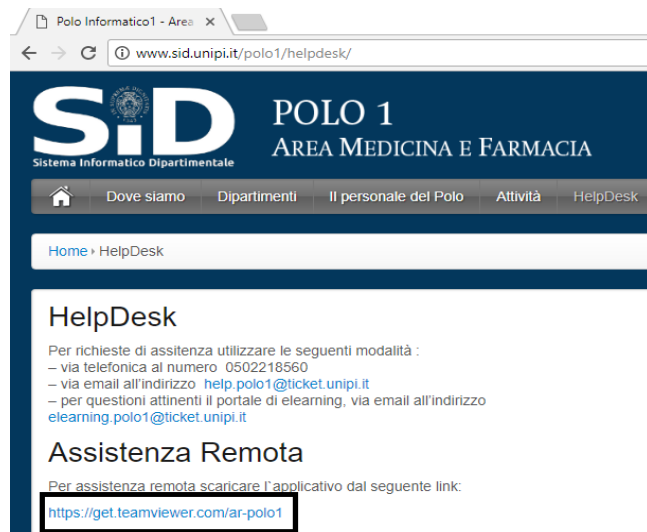 Polo Informatico1 - Area
www.sid.unipi.it/polo1/helpdesk/
SiD
Sistema Informatico Dipartimentale
POLO 1
AREA MEDICINA E FARMACIA
Dove siamo Dipartimenti Il personale del Polo Attività HelpDesk
Home HelpDesk
HelpDesk
Per richieste di assitenza utilizzare le seguenti modalità :
– via telefonica al numero 0502218560
– via email all'indirizzo help.polo1@ticket.unipi.it
– per questioni attinenti il portale di elearning, via email all'indirizzo
elearning.polo1@ticket.unipi.it
Assistenza Remota
Per assistenza remota scaricare l`applicativo dal seguente link:
https://get.teamviewer.com/ar-polo1